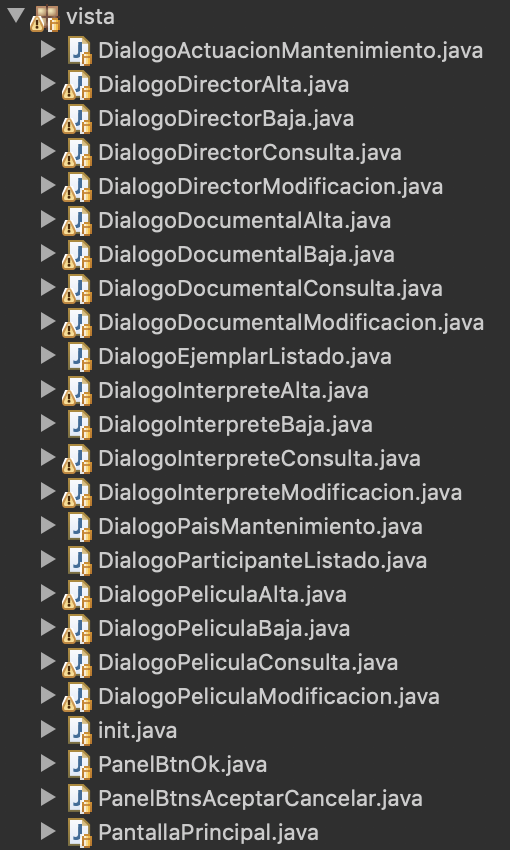 vista
DialogoActuacionMantenimiento.java
DialogoDirectorAlta.java
DialogoDirectorBaja.java
DialogoDirectorConsulta.java
DialogoDirectorModificacion.java
DialogoDocumentalAlta.java
DialogoDocumentalBaja.java
DialogoDocumentalConsulta.java
DialogoDocumentalModificacion.java
DialogoEjemplarListado.java
DialogoInterpreteAlta.java
DialogoInterpreteBaja.java
DialogoInterpreteConsulta.java
DialogoInterpreteModificacion.java
DialogoPaisMantenimiento.java
DialogoParticipanteListado.java
DialogoPeliculaAlta.java
DialogoPeliculaBaja.java
DialogoPeliculaConsulta.java
DialogoPeliculaModificacion.java
init.java
PanelBtnOk.java
PanelBtnsAceptarCancelar.java
PantallaPrincipal.java